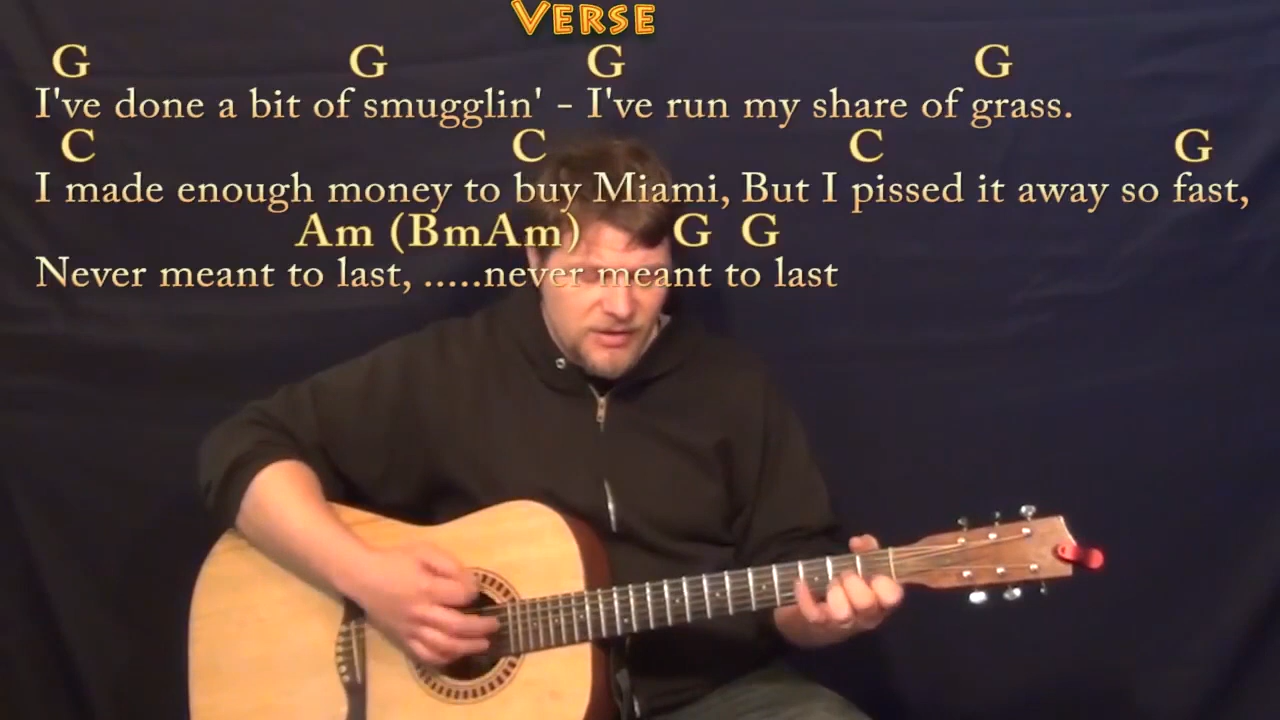 VERSE
G G G G
I've done a bit of smugglin' - I've run my share of grass.
C C C G
I made enough money to buy Miami, But I pissed it away so fast,
Am (BmAm) G G
Never meant to last, .....never meant to last